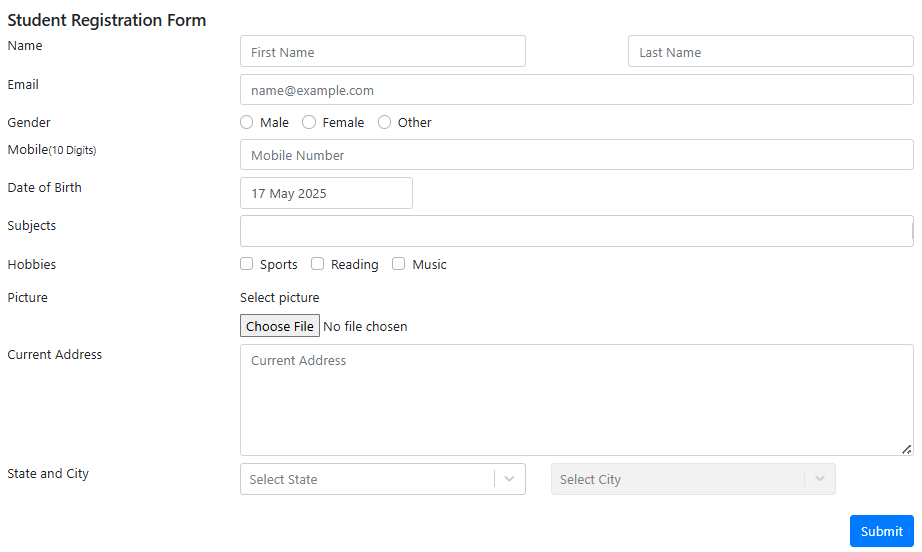 Student Registration Form
Name First Name Last Name
Email name@example.com
Gender Male Female Other
Mobile(10 Digits) Mobile Number
Date of Birth 17 May 2025
Subjects
Hobbies Sports Reading Music
Picture Select picture
Choose File No file chosen
Current Address Current Address
State and City Select State Select City
Submit